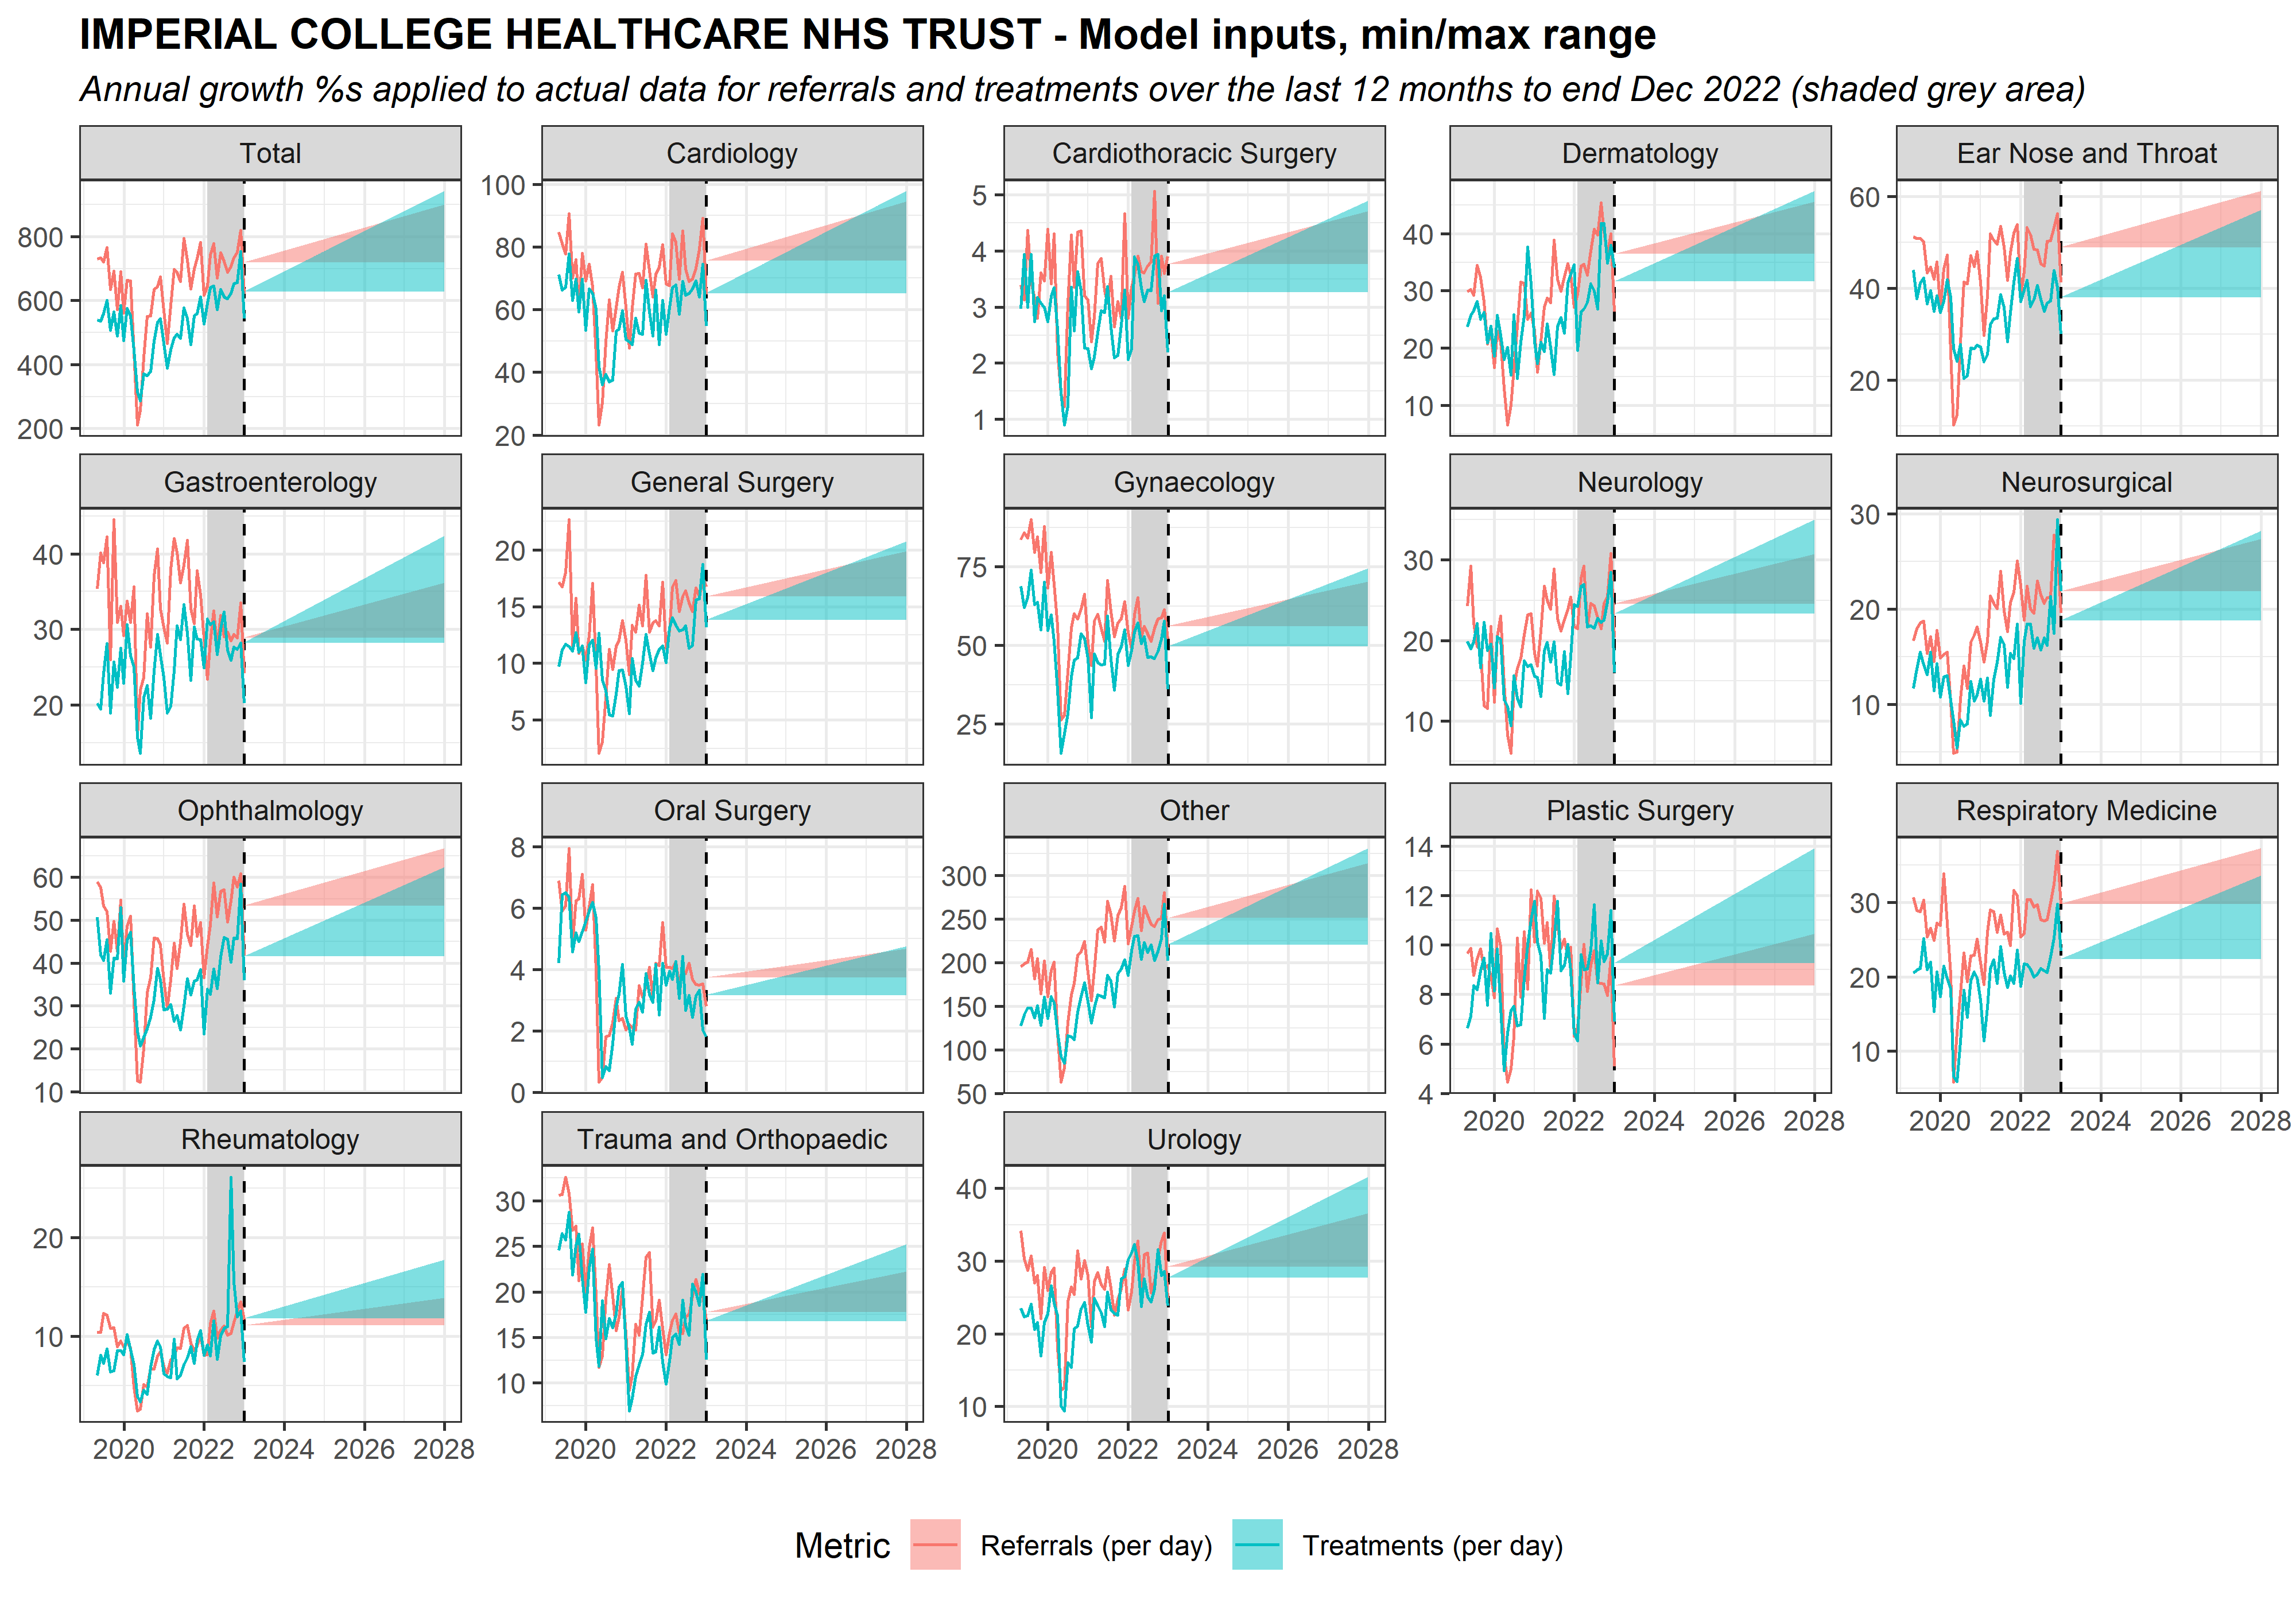 IMPERIAL COLLEGE HEALTHCARE NHS TRUST - Model inputs, min/max range
Annual growth %s applied to actual data for referrals and treatments over the last 12 months to end Dec 2022 (shaded grey area)
Total
800
600
400
200
Cardiology
100
80
60
40
20
Cardiothoracic Surgery
5
4
3
2
1
Dermatology
40
30
20
10
Ear Nose and Throat
60
40
20
Gastroenterology
40
30
20
General Surgery
20
15
10
5
Gynaecology
75
50
25
Neurology
30
20
10
Neurosurgical
30
20
10
Ophthalmology
60
50
40
30
20
10
Oral Surgery
8
6
4
2
0
Other
300
250
200
150
100
50
Plastic Surgery
14
12
10
8
6
4
2020 2022 2024 2026 2028
Respiratory Medicine
30
20
10
2020 2022 2024 2026 2028
Rheumatology
20
10
2020 2022 2024 2026 2028
Trauma and Orthopaedic
30
25
20
15
10
2020 2022 2024 2026 2028
Urology
40
30
20
10
2020 2022 2024 2026 2028
Metric Referrals (per day) Treatments (per day)